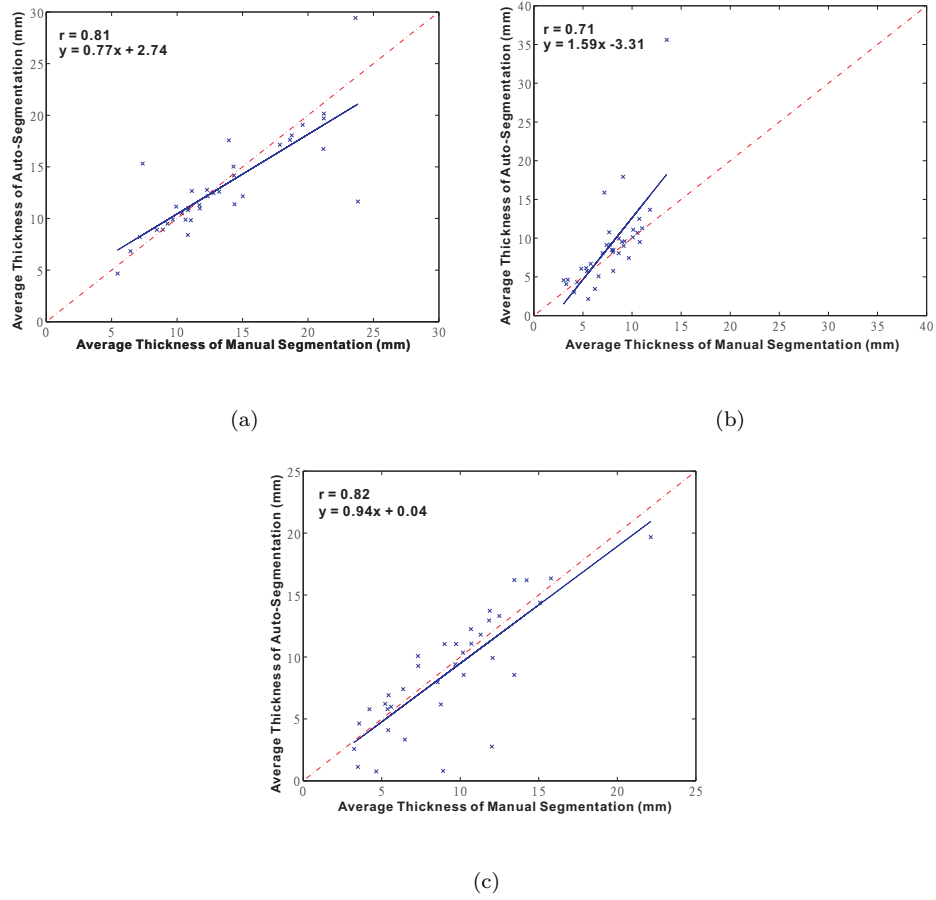 r = 0.81
y = 0.77x + 2.74
Average Thickness of Auto-Segmentation (mm)
30
25
20
15
10
5
0
0 5 10 15 20 25 30
Average Thickness of Manual Segmentation (mm)
(a)
r = 0.71
y = 1.59x -3.31
Average Thickness of Auto-Segmentation (mm)
40
35
30
25
20
15
10
5
0
0 5 10 15 20 25 30 35 40
Average Thickness of Manual Segmentation (mm)
(b)
r = 0.82
y = 0.94x + 0.04
Average Thickness of Auto-Segmentation (mm)
25
20
15
10
5
0
0 5 10 15 20 25
Average Thickness of Manual Segmentation (mm)
(c)